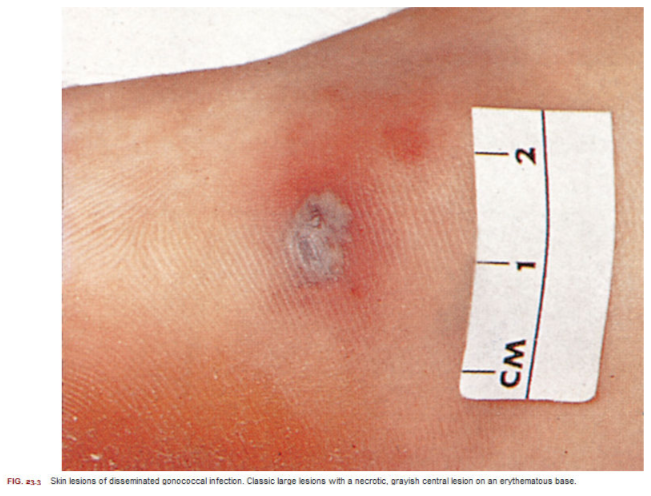 2
1
CM
FIG. 23.3 Skin lesions of disseminated gonococcal infection. Classic large lesions with a necrotic, grayish central lesion on an erythematous base.